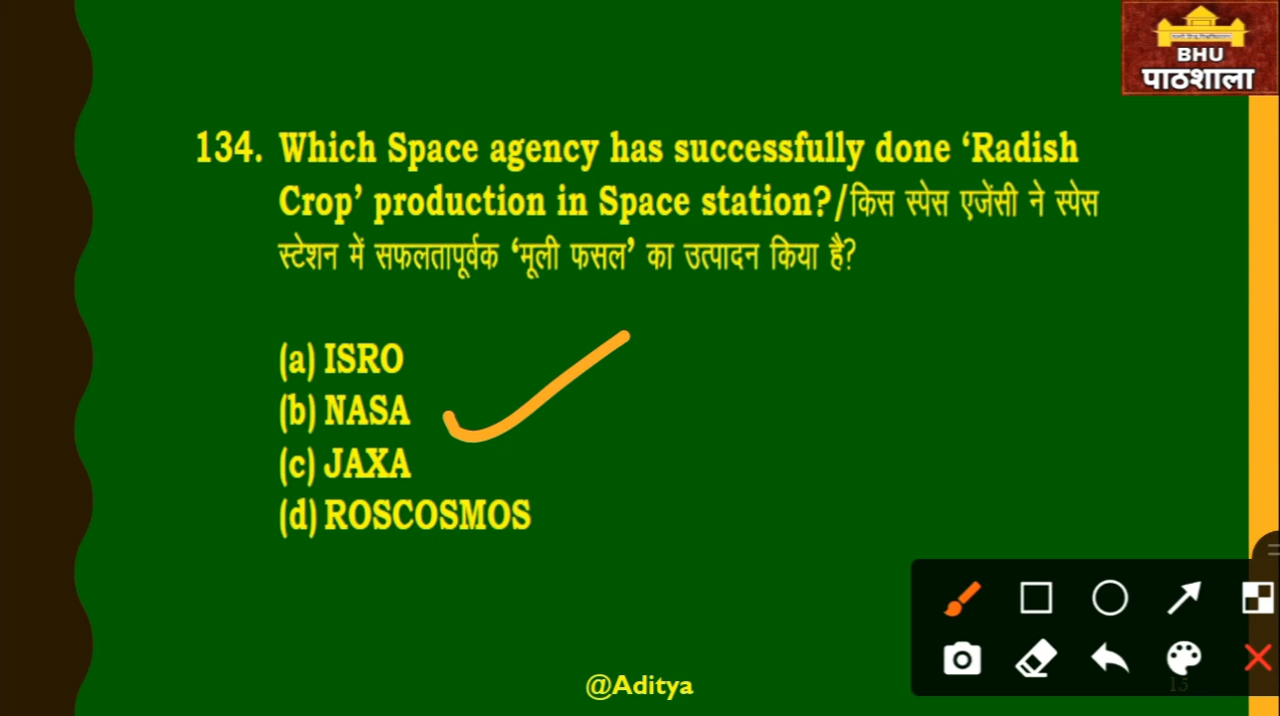 BHU
पाठशाला
134. Which Space agency has successfully done ‘Radish
Crop’ production in Space station?/किस स्पेस एजेंसी ने स्पेस
स्टेशन में सफलतापूर्वक ‘मूली फसल’ का उत्पादन किया है?
(a) ISRO
(b) NASA
(c) JAXA
(d) ROSCOSMOS
@Aditya
15